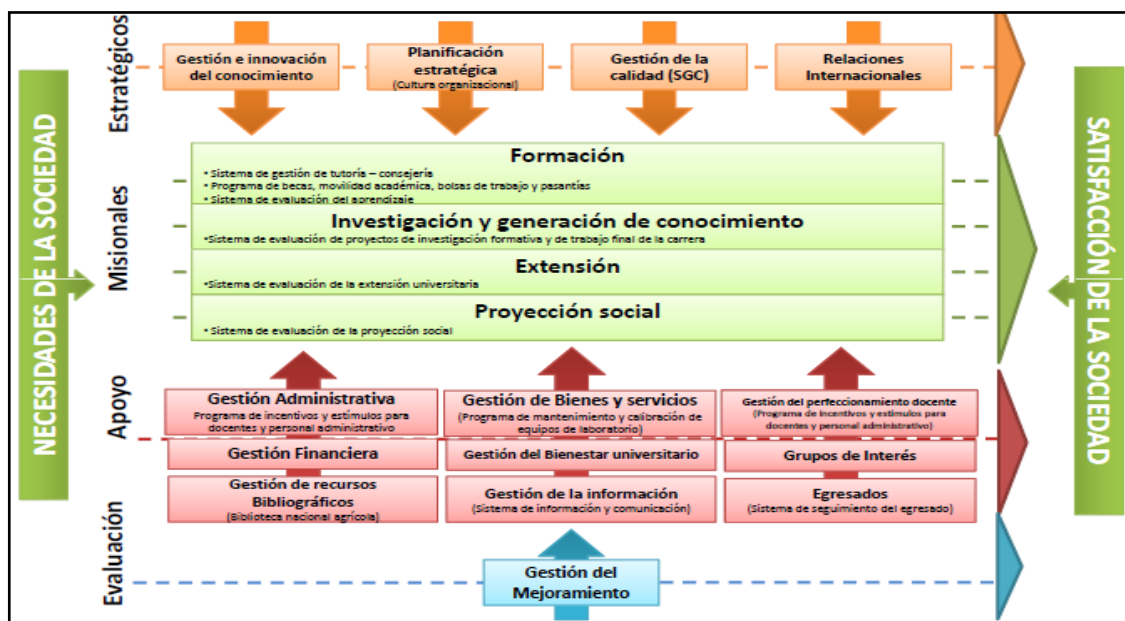 NECESIDADES DE LA SOCIEDAD
Estratégicos
Gestión e innovación
del conocimiento
Planificación
estratégica
(Cultura organizacional)
Gestión de la
calidad (SGC)
Relaciones
Internacionales
Misionales
Formación
• Sistema de gestión de tutoría – consejería
• Programa de becas, movilidad académica, bolsas de trabajo y pasantías
• Sistema de evaluación del aprendizaje
Investigación y generación de conocimiento
•Sistema de evaluación de proyectos de investigación formativa y de trabajo final de la carrera
Extensión
•Sistema de evaluación de la extensión universitaria
Proyección social
• Sistema de evaluación de la proyección social
Apoyo
Gestión Administrativa
Programa de incentivos y estímulos para
docentes y personal administrativo
Gestión de Bienes y servicios
(Programa de mantenimiento y calibración de
equipos de laboratorio)
Gestión del perfeccionamiento docente
(Programa de incentivos y estímulos para
docentes y personal administrativo)
Gestión Financiera
Gestión del Bienestar universitario
Grupos de Interés
Gestión de recursos
Bibliográficos
(Biblioteca nacional agrícola)
Gestión de la información
(Sistema de información y comunicación)
Egresados
(Sistema de seguimiento del egresado)
Evaluación
Gestión del
Mejoramiento
SATISFACCIÓN DE LA SOCIEDAD